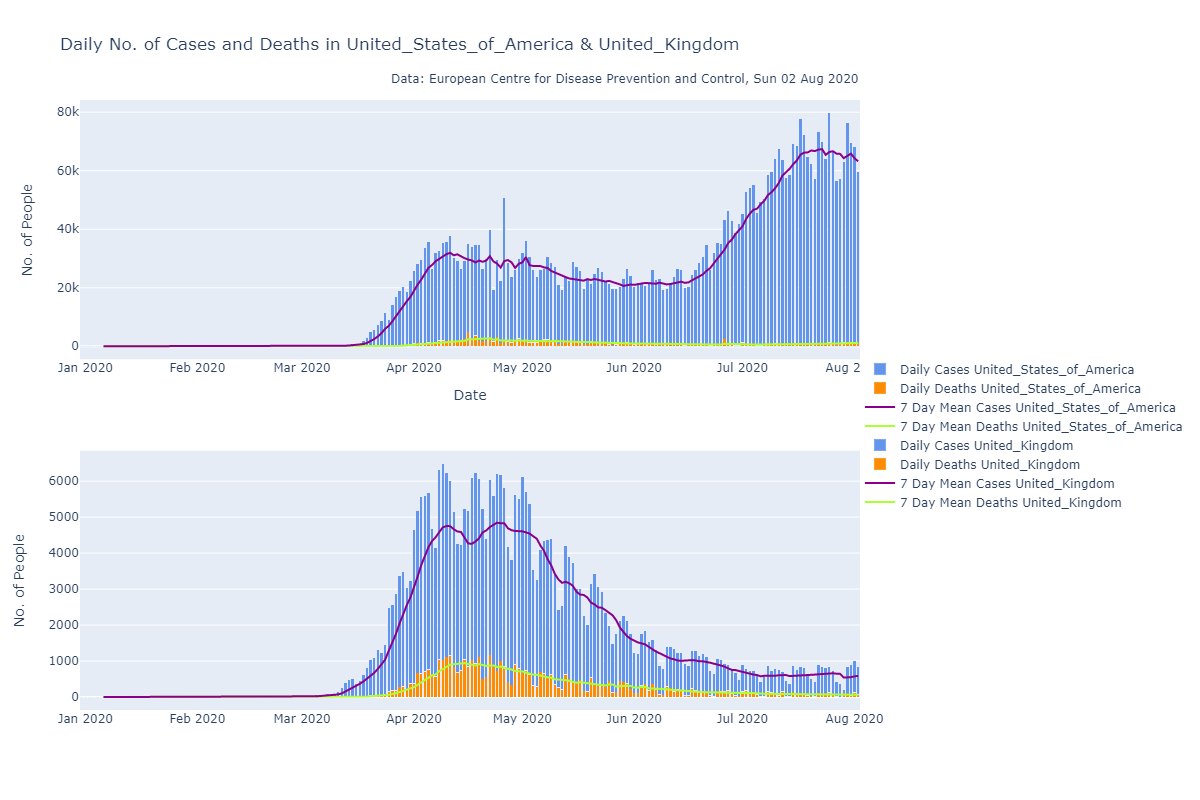 Daily No. of Cases and Deaths in United_States_of_America & United_Kingdom
Data: European Centre for Disease Prevention and Control, Sun 02 Aug 2020
No. of People
80k
60k
40k
20k
0
Jan 2020 Feb 2020 Mar 2020 Apr 2020 May 2020 Jun 2020 Jul 2020 Aug 2
Date
Daily Cases United_States_of_America
Daily Deaths United_States_of_America
7 Day Mean Cases United_States_of_America
7 Day Mean Deaths United_States_of_America
Daily Cases United_Kingdom
Daily Deaths United_Kingdom
7 Day Mean Cases United_Kingdom
7 Day Mean Deaths United_Kingdom
No. of People
6000
5000
4000
3000
2000
1000
0
Jan 2020 Feb 2020 Mar 2020 Apr 2020 May 2020 Jun 2020 Jul 2020 Aug 2020